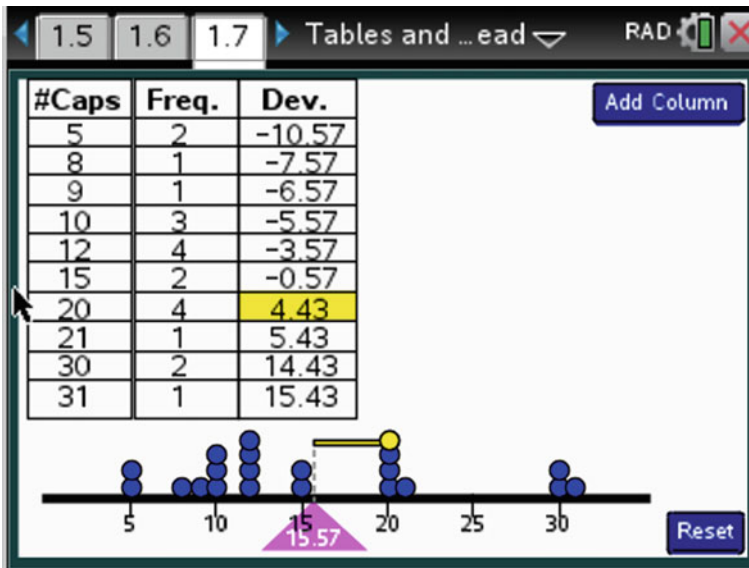 1.5 1.6 1.7 Tables and ...ead RAD
Add Column
#Caps Freq. Dev.
5 2 -10.57
8 1 -7.57
9 1 -6.57
10 3 -5.57
12 4 -3.57
15 2 -0.57
20 4 4.43
21 1 5.43
30 2 14.43
31 1 15.43
5 10 15 20 25 30
15.57
Reset